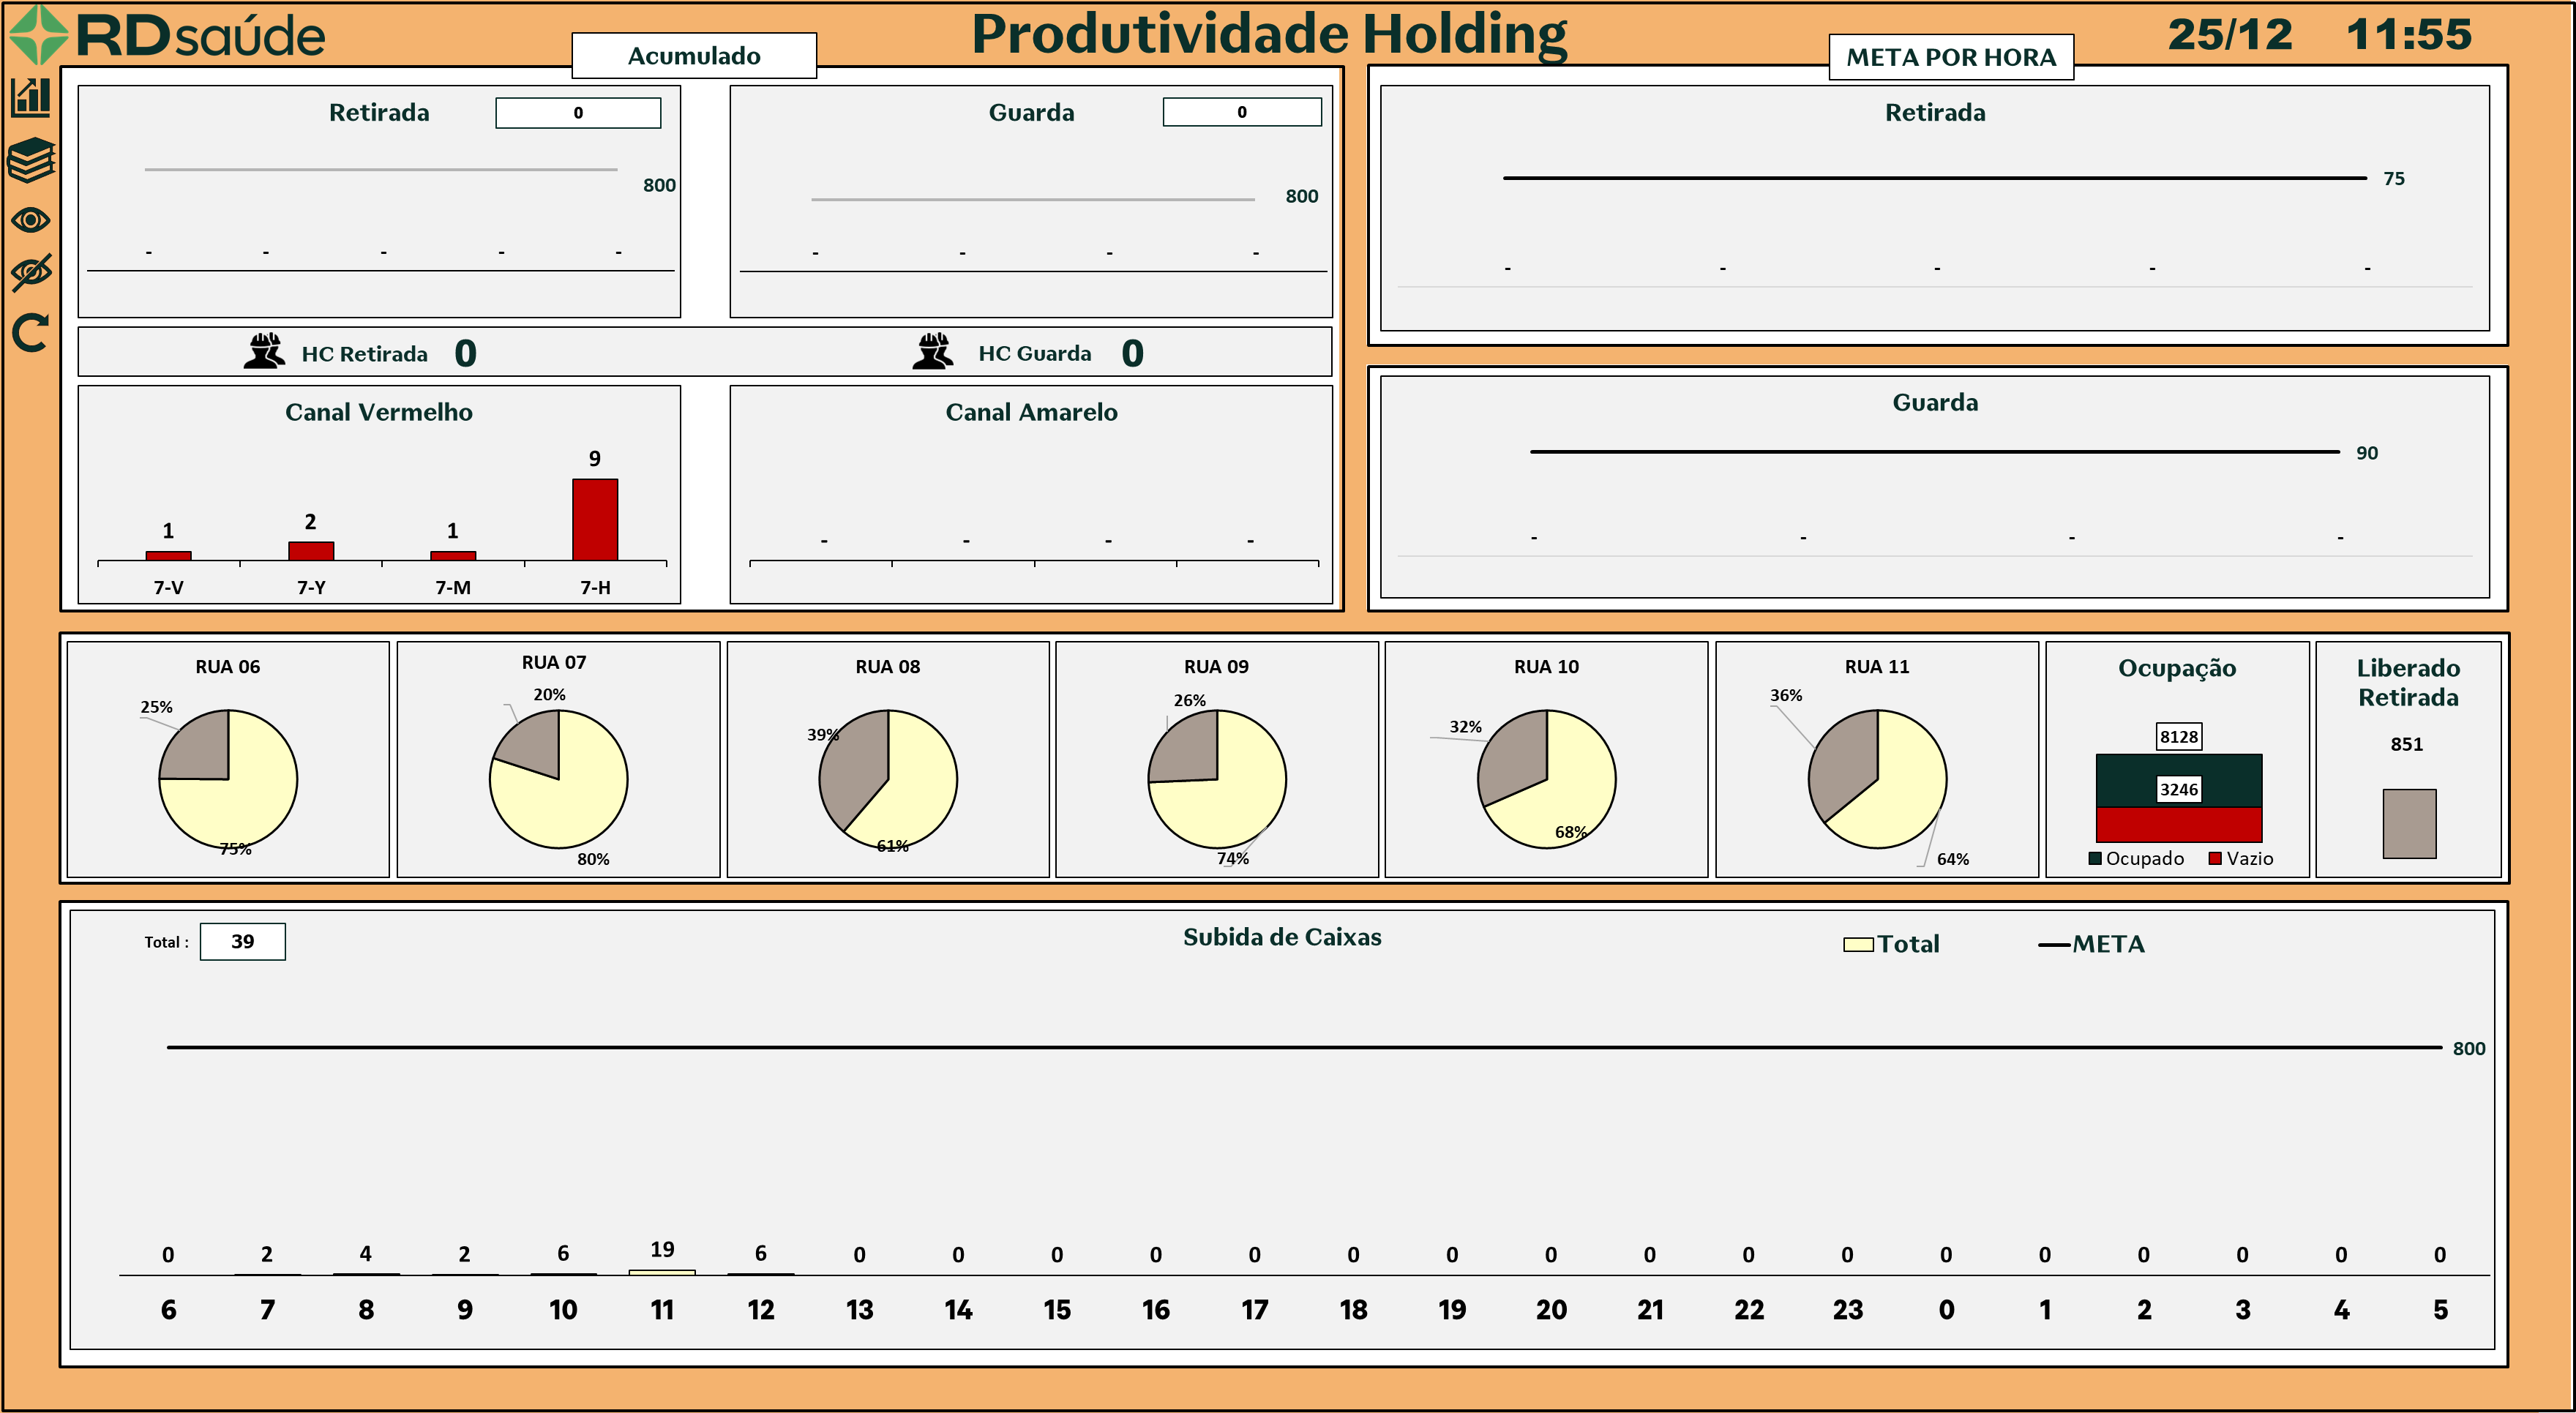 RDsaúde
Produtividade Holding
25/12 11:55
Acumulado
META POR HORA
Retirada 0
800
- - - - -
Guarda 0
800
- - - -
Retirada
75
- - - - -
HC Retirada 0
HC Guarda 0
Canal Vermelho
1 2 1 9
7-V 7-Y 7-M 7-H
Canal Amarelo
- - - -
Guarda
90
- - - -
RUA 06
25%
75%
RUA 07
20%
80%
RUA 08
39%
61%
RUA 09
26%
74%
RUA 10
32%
68%
RUA 11
36%
64%
Ocupação
8128
3246
Ocupado Vazio
Liberado
Retirada
851
Total : 39
Subida de Caixas
Total META
800
0 2 4 2 6 19 6 0 0 0 0 0 0 0 0 0 0 0 0 0 0 0 0 0
6 7 8 9 10 11 12 13 14 15 16 17 18 19 20 21 22 23 0 1 2 3 4 5